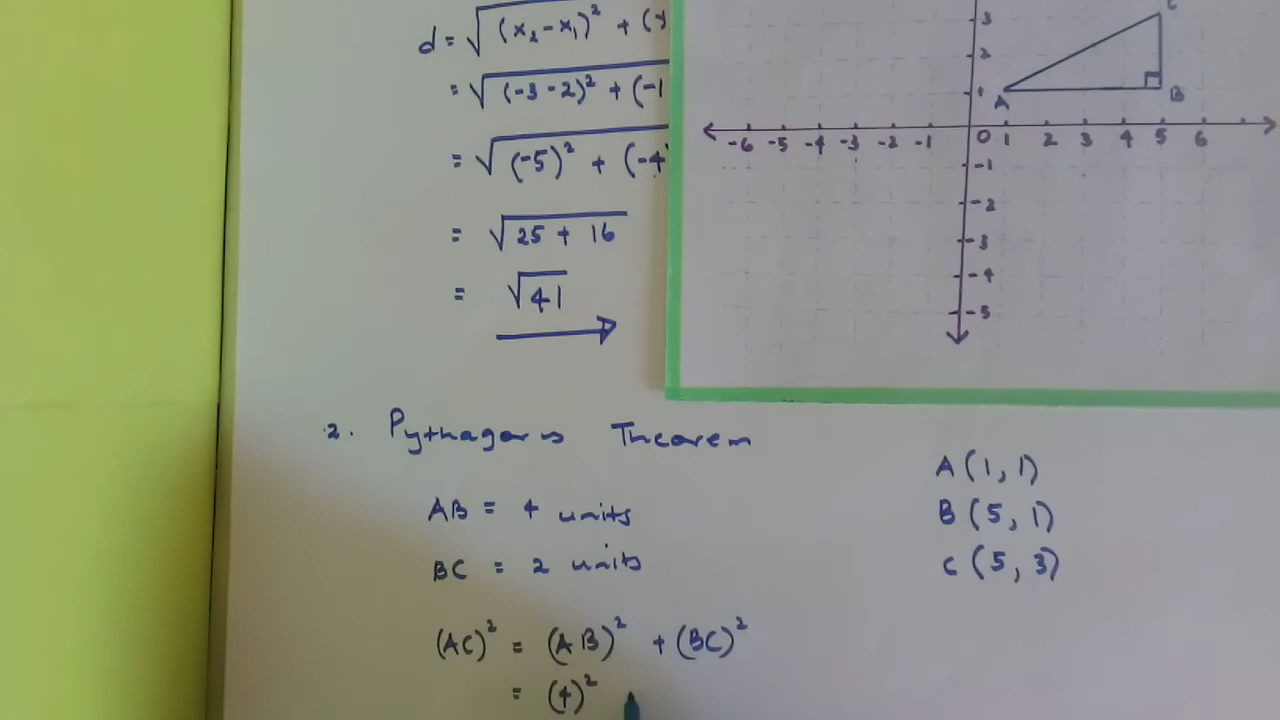 d = √(x₂ - x₁)² + (y
= √(-3 - 2)² + (-1
= √(-5)² + (-4
= √25 + 16
= √41
2. Pythagoras Theorem
AB = 4 units
BC = 2 units
(AC)² = (AB)² + (BC)²
= (4)²
A (1, 1)
B (5, 1)
C (5, 3)
3
2
1
A
B
C
-6 -5 -4 -3 -2 -1 0 1 2 3 4 5 6
-1
-2
-3
-4
-5